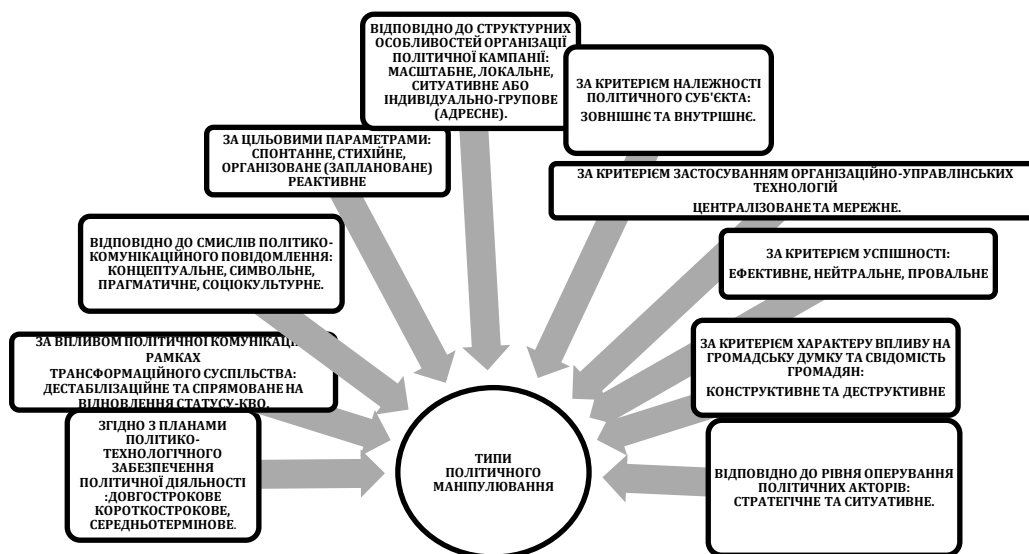 ВІДПОВІДНО ДО СТРУКТУРНИХ
ОСОБЛИВОСТЕЙ ОРГАНІЗАЦІЇ
ПОЛІТИЧНОЇ КАМПАНІЇ:
МАСШТАБНЕ, ЛОКАЛЬНЕ,
СИТУАТИВНЕ АБО
ІНДИВІДУАЛЬНО-ГРУПОВЕ
(АДРЕСНЕ).
ЗА КРИТЕРІЄМ НАЛЕЖНОСТІ
ПОЛІТИЧНОГО СУБ'ЄКТА:
ЗОВНІШНЄ ТА ВНУТРІШНЄ.
ЗА ЦІЛЬОВИМИ ПАРАМЕТРАМИ:
СПОНТАННЕ, СТИХІЙНЕ,
ОРГАНІЗОВАНЕ (ЗАПЛАНОВАНЕ)
РЕАКТИВНЕ
ЗА КРИТЕРІЄМ ЗАСТОСУВАННЯМ ОРГАНІЗАЦІЙНО-УПРАВЛІНСЬКИХ
ТЕХНОЛОГІЙ
ЦЕНТРАЛІЗОВАНЕ ТА МЕРЕЖНЕ.
ВІДПОВІДНО ДО СМИСЛІВ ПОЛІТИКО-
КОМУНІКАЦІЙНОГО ПОВІДОМЛЕННЯ:
КОНЦЕПТУАЛЬНЕ, СИМВОЛЬНЕ,
ПРАГМАТИЧНЕ, СОЦІОКУЛЬТУРНЕ.
ЗА КРИТЕРІЄМ УСПІШНОСТІ:
ЕФЕКТИВНЕ, НЕЙТРАЛЬНЕ, ПРОВАЛЬНЕ
ЗА ВПЛИВОМ ПОЛІТИЧНОЇ
РАМКАХ
ТРАНСФОРМАЦІЙНОГО СУСПІЛЬСТВА:
ДЕСТАБІЛІЗАЦІЙНЕ ТА СПРЯМОВАНЕ НА
ВІДНОВЛЕННЯ СТАТУСУ-КВО.
ЗА КРИТЕРІЄМ ХАРАКТЕРУ ВПЛИВУ НА
ГРОМАДСЬКУ ДУМКУ ТА СВІДОМІСТЬ
ГРОМАДЯН:
КОНСТРУКТИВНЕ ТА ДЕСТРУКТИВНЕ
ЗГІДНО З ПЛАНАМИ
ПОЛІТИКО-
ТЕХНОЛОГІЧНОГО
ЗАБЕЗПЕЧЕННЯ
ПОЛІТИЧНОЇ ДІЯЛЬНОСТІ
:ДОВГОСТРОКОВЕ
КОРОТКОСТРОКОВЕ,
СЕРЕДНЬОТЕРМІНОВЕ.
ТИПИ
ПОЛІТИЧНОГО
МАНІПУЛЮВАННЯ
ВІДПОВІДНО ДО РІВНЯ ОПЕРУВАННЯ
ПОЛІТИЧНИХ АКТОРІВ:
СТРАТЕГІЧНЕ ТА СИТУАТИВНЕ.